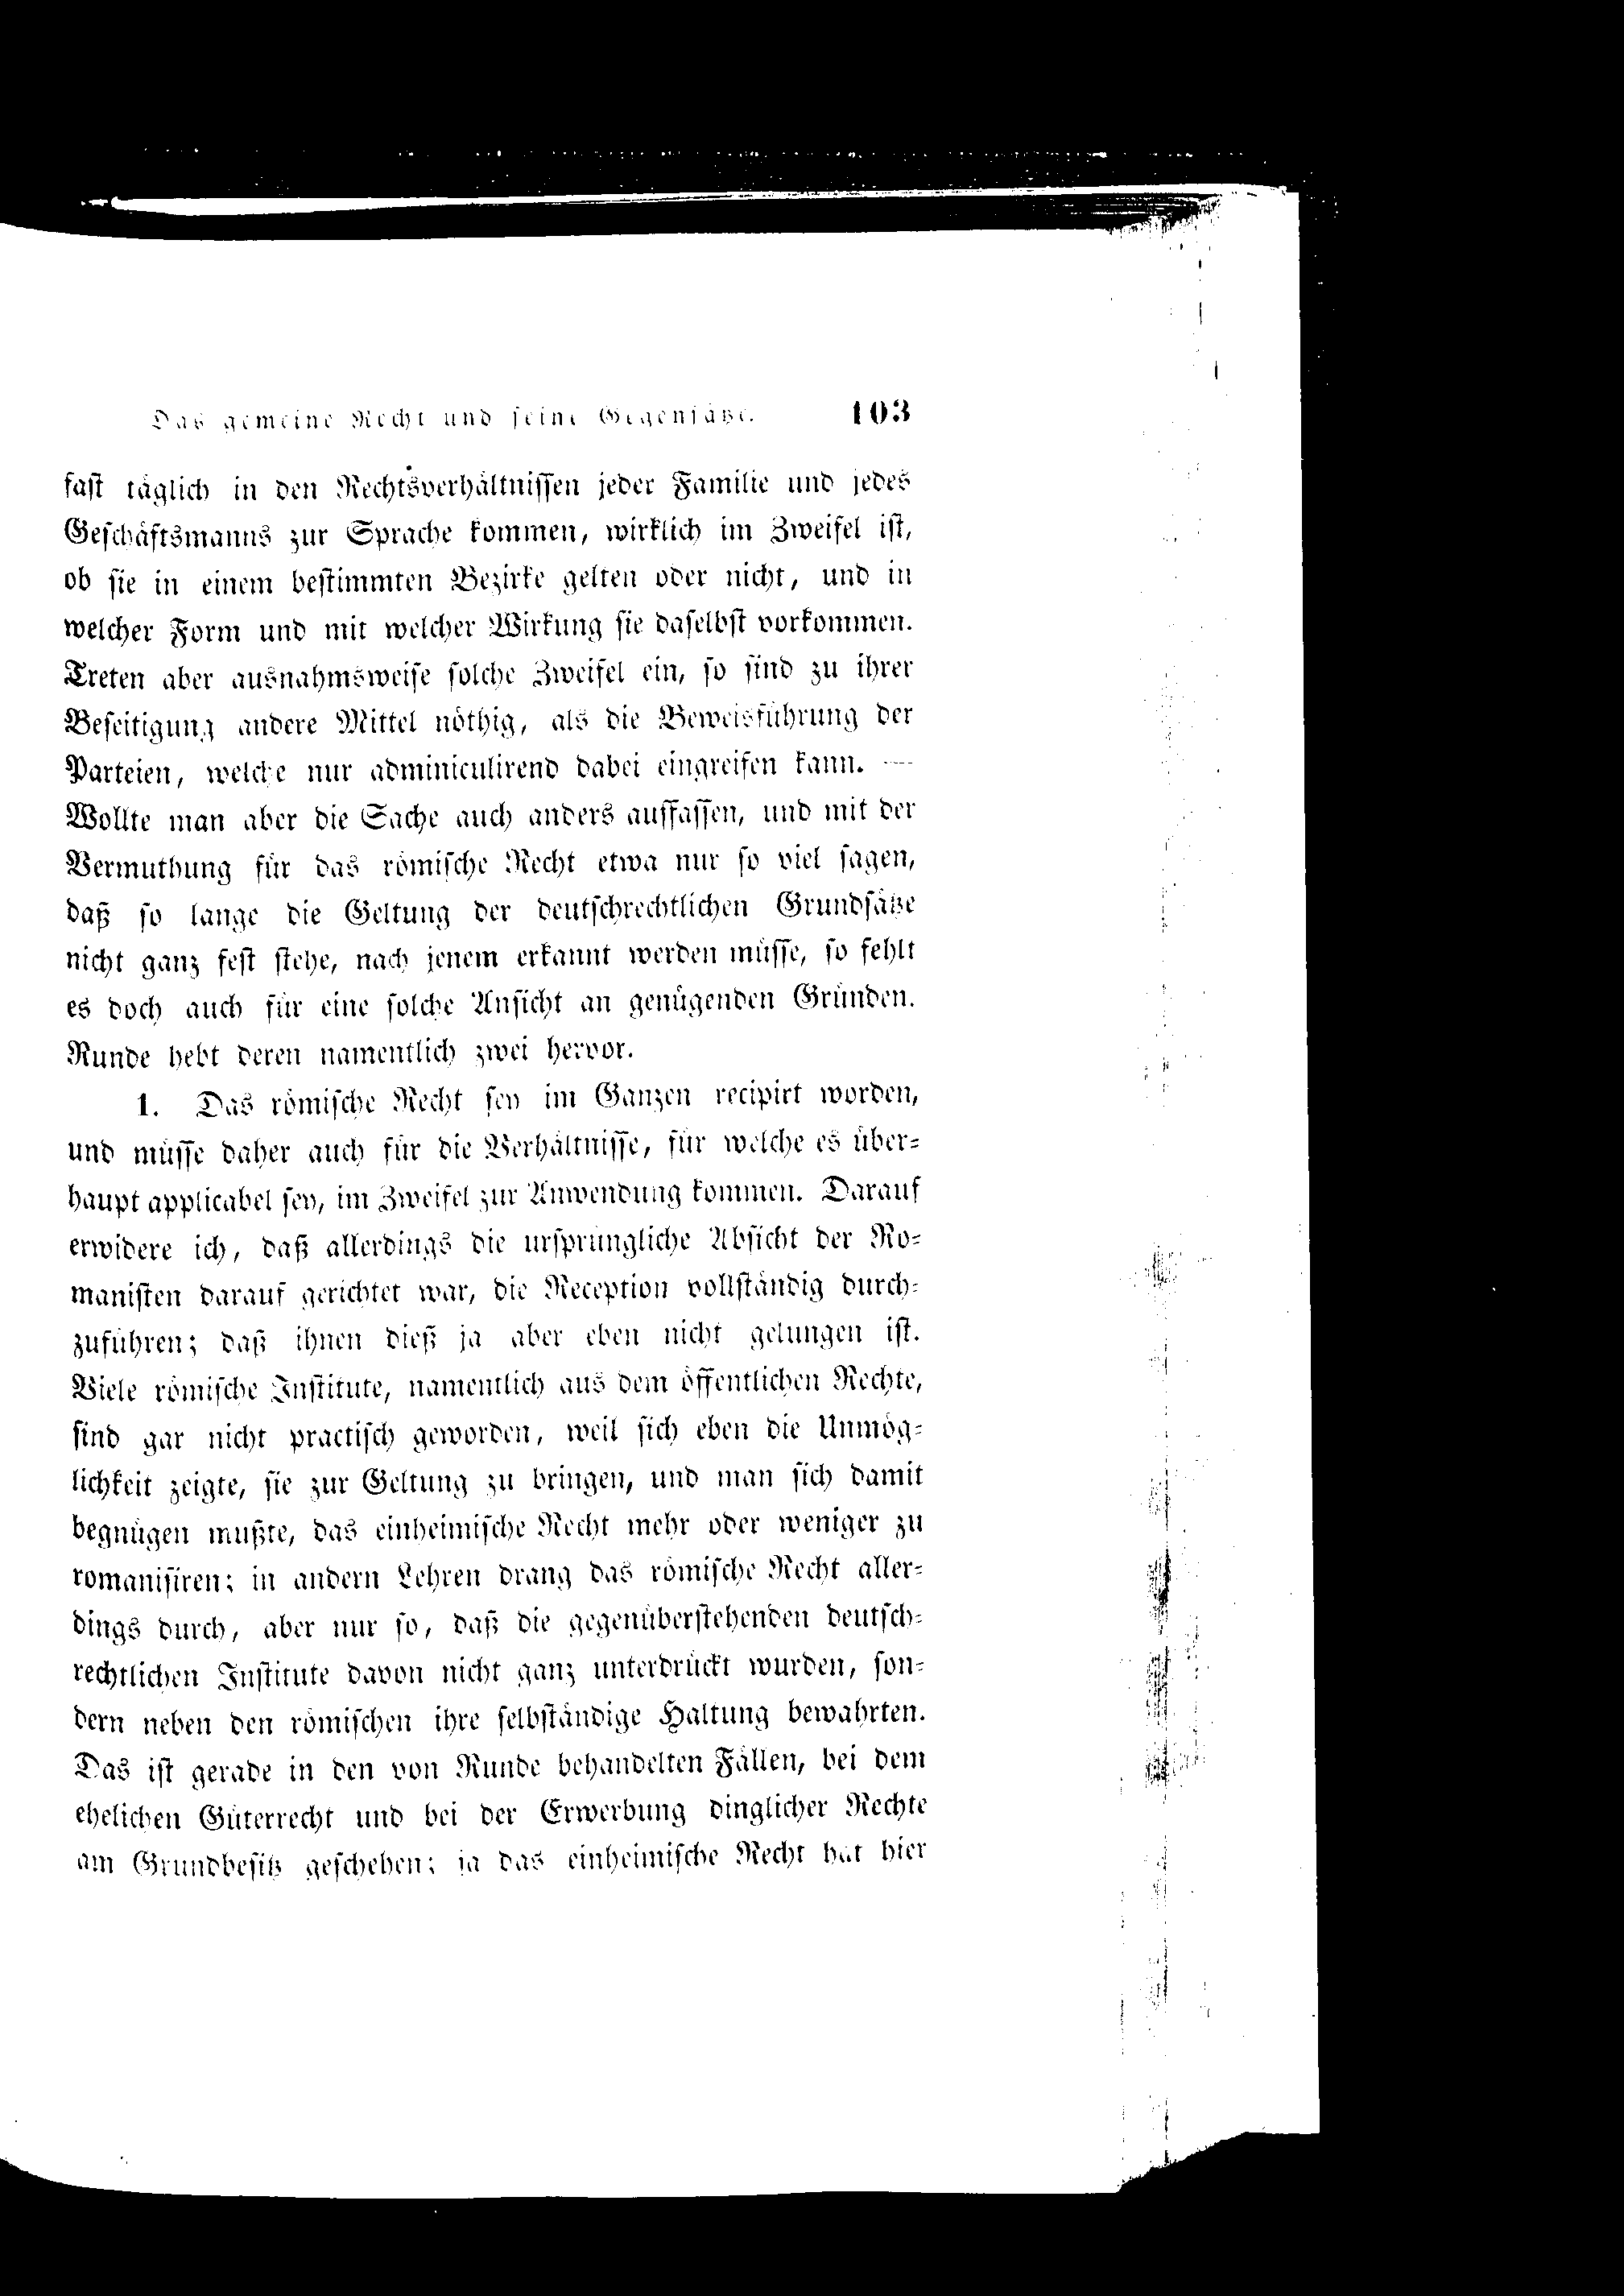 Das gemeine Recht und seine Gegensätze. 103
fast täglich in den Rechtsverhältnissen jeder Familie und jedes
Geschäftsmanns zur Sprache kommen, wirklich im Zweifel ist,
ob sie in einem bestimmten Bezirke gelten oder nicht, und in
welcher Form und mit welcher Wirkung sie daselbst vorkommen.
Treten aber ausnahmsweise solche Zweifel ein, so sind zu ihrer
Beseitigung andere Mittel nöthig, als die Beweisführung der
Parteien, welche nur adminiculirend dabei eingreifen kann. —
Wollte man aber die Sache auch anders auffassen, und mit der
Vermuthung für das römische Recht etwa nur so viel sagen,
daß so lange die Geltung der deutschrechtlichen Grundsätze
nicht ganz fest stehe, nach jenem erkannt werden müsse, so fehlt
es doch auch für eine solche Ansicht an genügenden Gründen.
Runde hebt deren namentlich zwei hervor.
1. Das römische Recht sey im Ganzen recipirt worden,
und müsse daher auch für die Verhältnisse, für welche es über-
haupt applicabel sey, im Zweifel zur Anwendung kommen. Darauf
erwidere ich, daß allerdings die ursprüngliche Absicht der Ro-
manisten darauf gerichtet war, die Reception vollständig durch-
zuführen; daß ihnen dieß ja aber eben nicht gelungen ist.
Viele römische Institute, namentlich aus dem öffentlichen Rechte,
sind gar nicht practisch geworden, weil sich eben die Unmög-
lichkeit zeigte, sie zur Geltung zu bringen, und man sich damit
begnügen mußte, das einheimische Recht mehr oder weniger zu
romanisiren; in andern Lehren drang das römische Recht aller-
dings durch, aber nur so, daß die gegenüberstehenden deutsch-
rechtlichen Institute davon nicht ganz unterdrückt wurden, son-
dern neben den römischen ihre selbständige Haltung bewahrten.
Das ist gerade in den von Runde behandelten Fällen, bei dem
ehelichen Güterrecht und bei der Erwerbung dinglicher Rechte
am Grundbesitz geschehen; ja das einheimische Recht hat hier